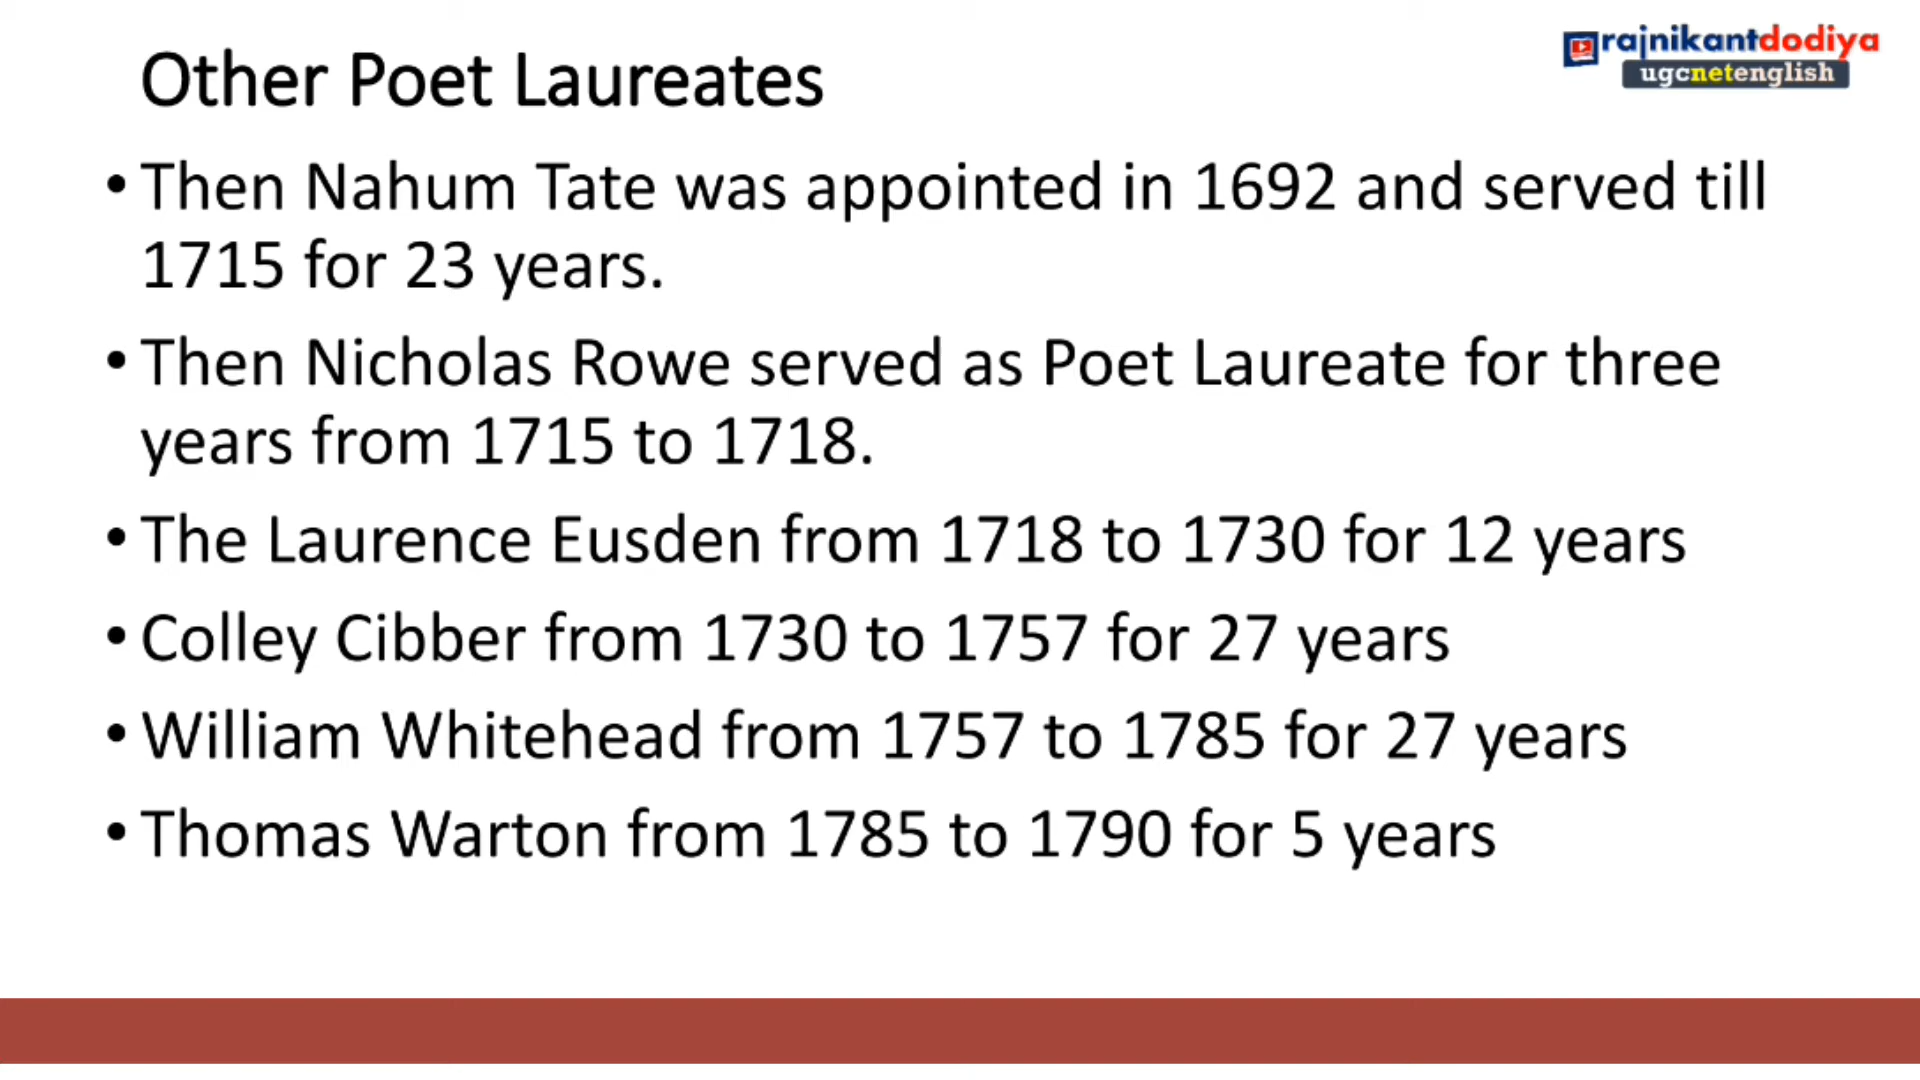 Other Poet Laureates
rajnikantdodiya
ugcnetenglish
• Then Nahum Tate was appointed in 1692 and served till
1715 for 23 years.
• Then Nicholas Rowe served as Poet Laureate for three
years from 1715 to 1718.
• The Laurence Eusden from 1718 to 1730 for 12 years
• Colley Cibber from 1730 to 1757 for 27 years
• William Whitehead from 1757 to 1785 for 27 years
• Thomas Warton from 1785 to 1790 for 5 years